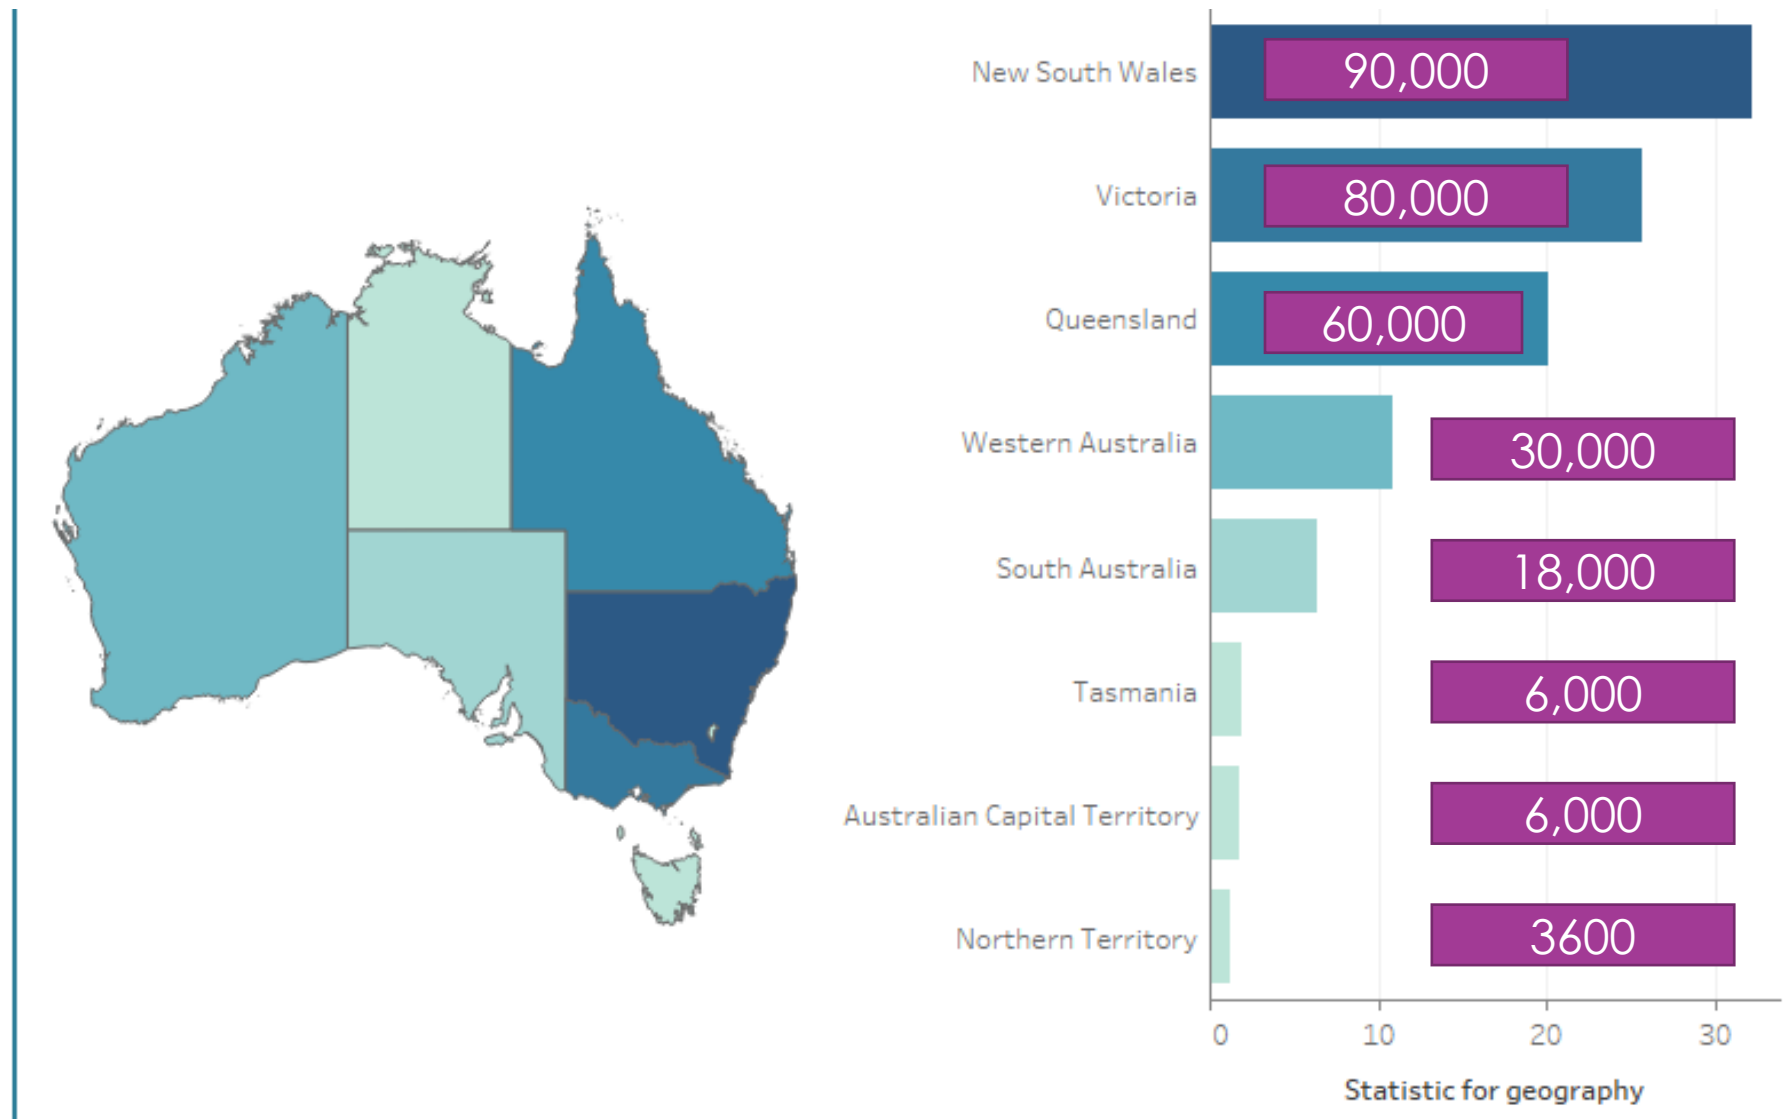 New South Wales 90,000
Victoria 80,000
Queensland 60,000
Western Australia 30,000
South Australia 18,000
Tasmania 6,000
Australian Capital Territory 6,000
Northern Territory 3600
0 10 20 30
Statistic for geography